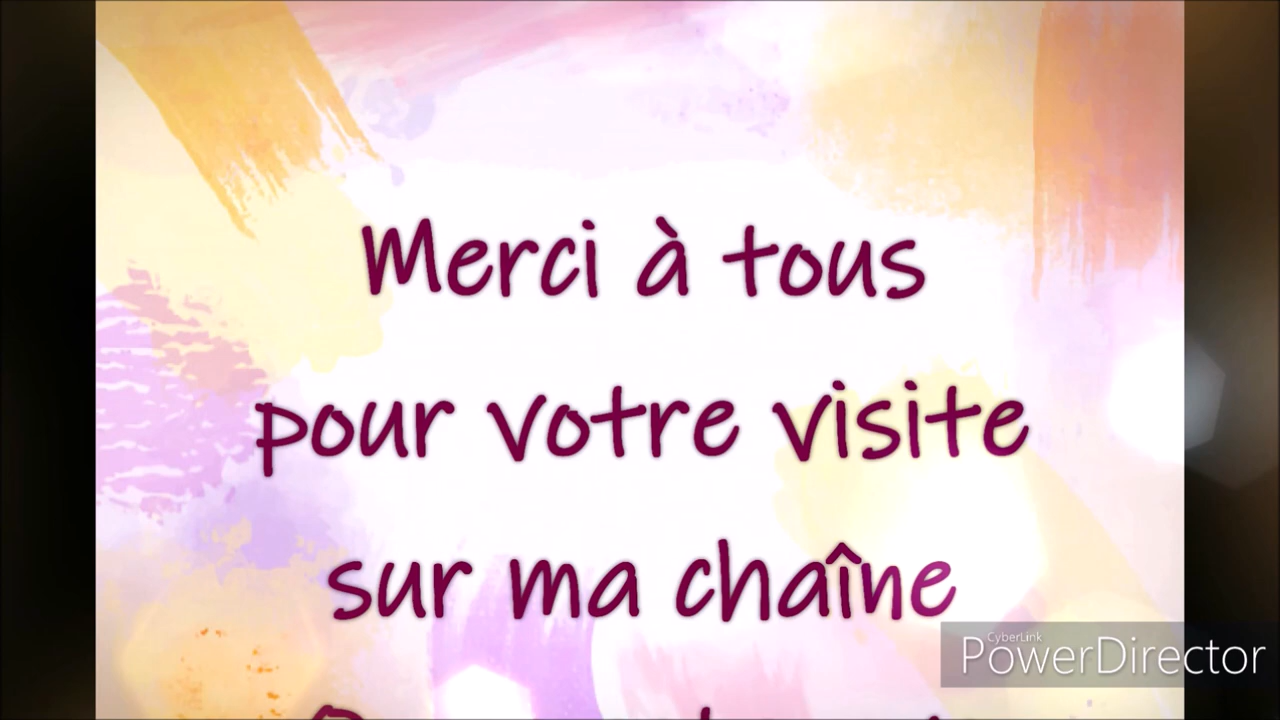 Merci à tous
pour votre visite
sur ma chaîne
CyberLink
PowerDirector